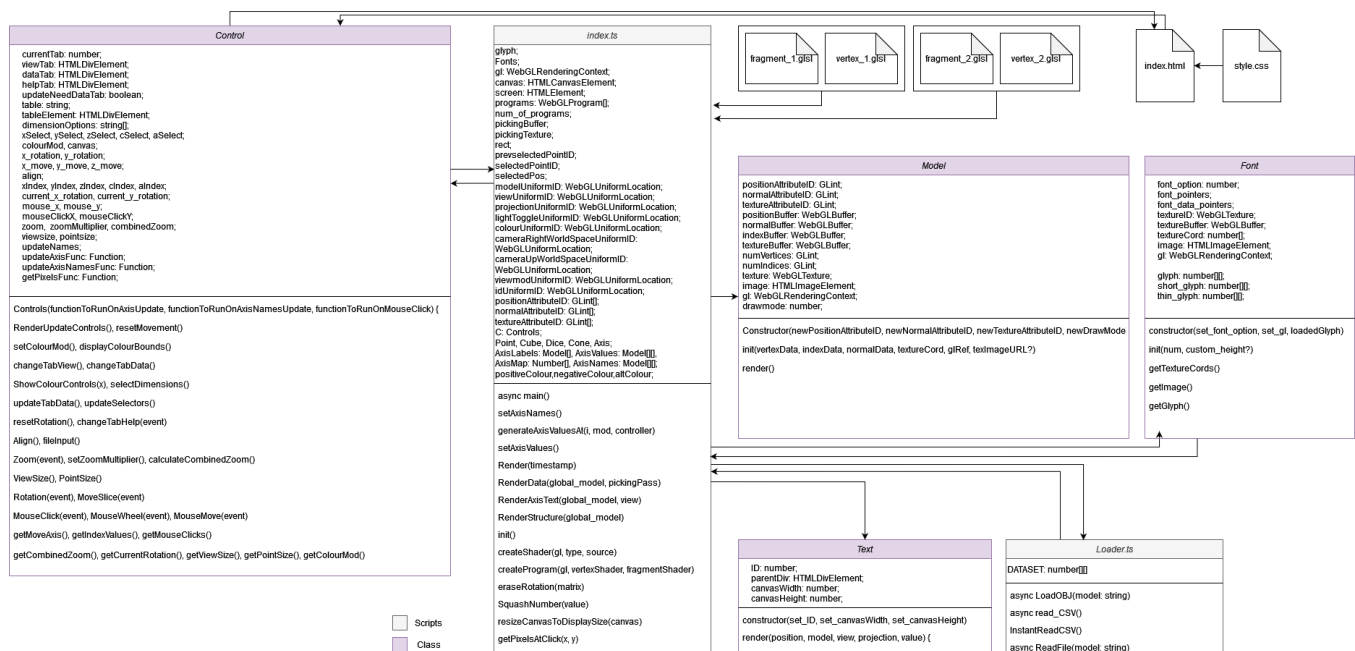 Control
currentTab: number;
viewTab: HTMLDivElement;
dataTab: HTMLDivElement;
helpTab: HTMLDivElement;
updateNeedDataTab: boolean;
table: string;
tableElement: HTMLDivElement;
dimensionOptions: string[];
xSelect, ySelect, zSelect, cSelect, aSelect;
colourMod, canvas;
x_rotation, y_rotation;
x_move, y_move, z_move;
align;
xIndex, yIndex, zIndex, cIndex, aIndex;
current_x_rotation, current_y_rotation;
mouse_x, mouse_y;
mouseClickX, mouseClickY;
zoom, zoomMultiplier, combinedZoom;
viewsize, pointsize;
updateNames;
updateAxisFunc: Function;
updateAxisNamesFunc: Function;
getPixelsFunc: Function;
Controls(functionToRunOnAxisUpdate, functionToRunOnAxisNamesUpdate, functionToRunOnMouseClick) {
RenderUpdateControls(), resetMovement()
setColourMod(), displayColourBounds()
changeTabView(), changeTabData()
ShowColourControls(x), selectDimensions()
updateTabData(), updateSelectors()
resetRotation(), changeTabHelp(event)
Align(), fileInput()
Zoom(event), setZoomMultiplier(), calculateCombinedZoom()
ViewSize(), PointSize()
Rotation(event), MoveSlice(event)
MouseClick(event), MouseWheel(event), MouseMove(event)
getMoveAxis(), getIndexValues(), getMouseClicks()
getCombinedZoom(), getCurrentRotation(), getViewSize(), getPointSize(), getColourMod()
index.ts
glyph;
Fonts;
gl: WebGLRenderingContext;
canvas: HTMLCanvasElement;
screen: HTMLElement;
programs: WebGLProgram[];
num_of_programs;
pickingBuffer;
pickingTexture;
rect;
prevselectedPointID;
selectedPointID;
selectedPos;
modelUniformID: WebGLUniformLocation;
viewUniformID: WebGLUniformLocation;
projectionUniformID: WebGLUniformLocation;
lightToggleUniformID: WebGLUniformLocation;
colourUniformID: WebGLUniformLocation;
cameraRightWorldSpaceUniformID:
WebGLUniformLocation;
cameraUpWorldSpaceUniformID:
WebGLUniformLocation;
viewmodUniformID: WebGLUniformLocation;
idUniformID: WebGLUniformLocation;
positionAttributeID: GLint[];
normalAttributeID: GLint[];
textureAttributeID: GLint[];
C: Controls;
Point, Cube, Dice, Cone, Axis;
AxisLabels: Model[], AxisValues: Model[][],
AxisMap: Number[], AxisNames: Model[][];
positiveColour,negativeColour,altColour;
async main()
setAxisNames()
generateAxisValuesAt(i, mod, controller)
setAxisValues()
Render(timestamp)
RenderData(global_model, pickingPass)
RenderAxisText(global_model, view)
RenderStructure(global_model)
init()
createShader(gl, type, source)
createProgram(gl, vertexShader, fragmentShader)
eraseRotation(matrix)
SquashNumber(value)
resizeCanvasToDisplaySize(canvas)
getPixelsAtClick(x, y)
fragment_1.glsl
vertex_1.glsl
fragment_2.glsl
vertex_2.glsl
index.html
style.css
Model
positionAttributeID: GLint;
normalAttributeID: GLint;
textureAttributeID: GLint;
positionBuffer: WebGLBuffer;
normalBuffer: WebGLBuffer;
indexBuffer: WebGLBuffer;
textureBuffer: WebGLBuffer;
numVertices: GLint;
numIndices: GLint;
texture: WebGLTexture;
image: HTMLImageElement;
gl: WebGLRenderingContext;
drawmode: number;
Constructor(newPositionAttributeID, newNormalAttributeID, newTextureAttributeID, newDrawMode
init(vertexData, indexData, normalData, textureCord, glRef, texImageURL?)
render()
Font
font_option: number;
font_pointers;
font_data_pointers;
textureID: WebGLTexture;
textureBuffer: WebGLBuffer;
textureCord: number[];
image: HTMLImageElement;
gl: WebGLRenderingContext;
glyph: number[][];
short_glyph: number[][];
thin_glyph: number[][];
constructor(set_font_option, set_gl, loadedGlyph)
init(num, custom_height?)
getTextureCords()
getImage()
getGlyph()
Text
ID: number;
parentDiv: HTMLDivElement;
canvasWidth: number;
canvasHeight: number;
constructor(set_ID, set_canvasWidth, set_canvasHeight)
render(position, model, view, projection, value) {
Loader.ts
DATASET: number[][]
async LoadOBJ(model: string)
async read_CSV()
InstantReadCSV()
async ReadFile(model: string)
Scripts
Class